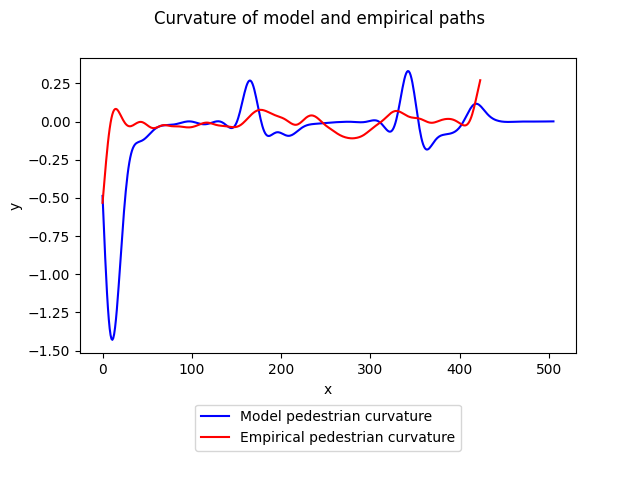 Curvature of model and empirical paths
0.25
0.00
−0.25
−0.50
−0.75
−1.00
−1.25
−1.50
y
0 100 200 300 400 500
x
Model pedestrian curvature
Empirical pedestrian curvature